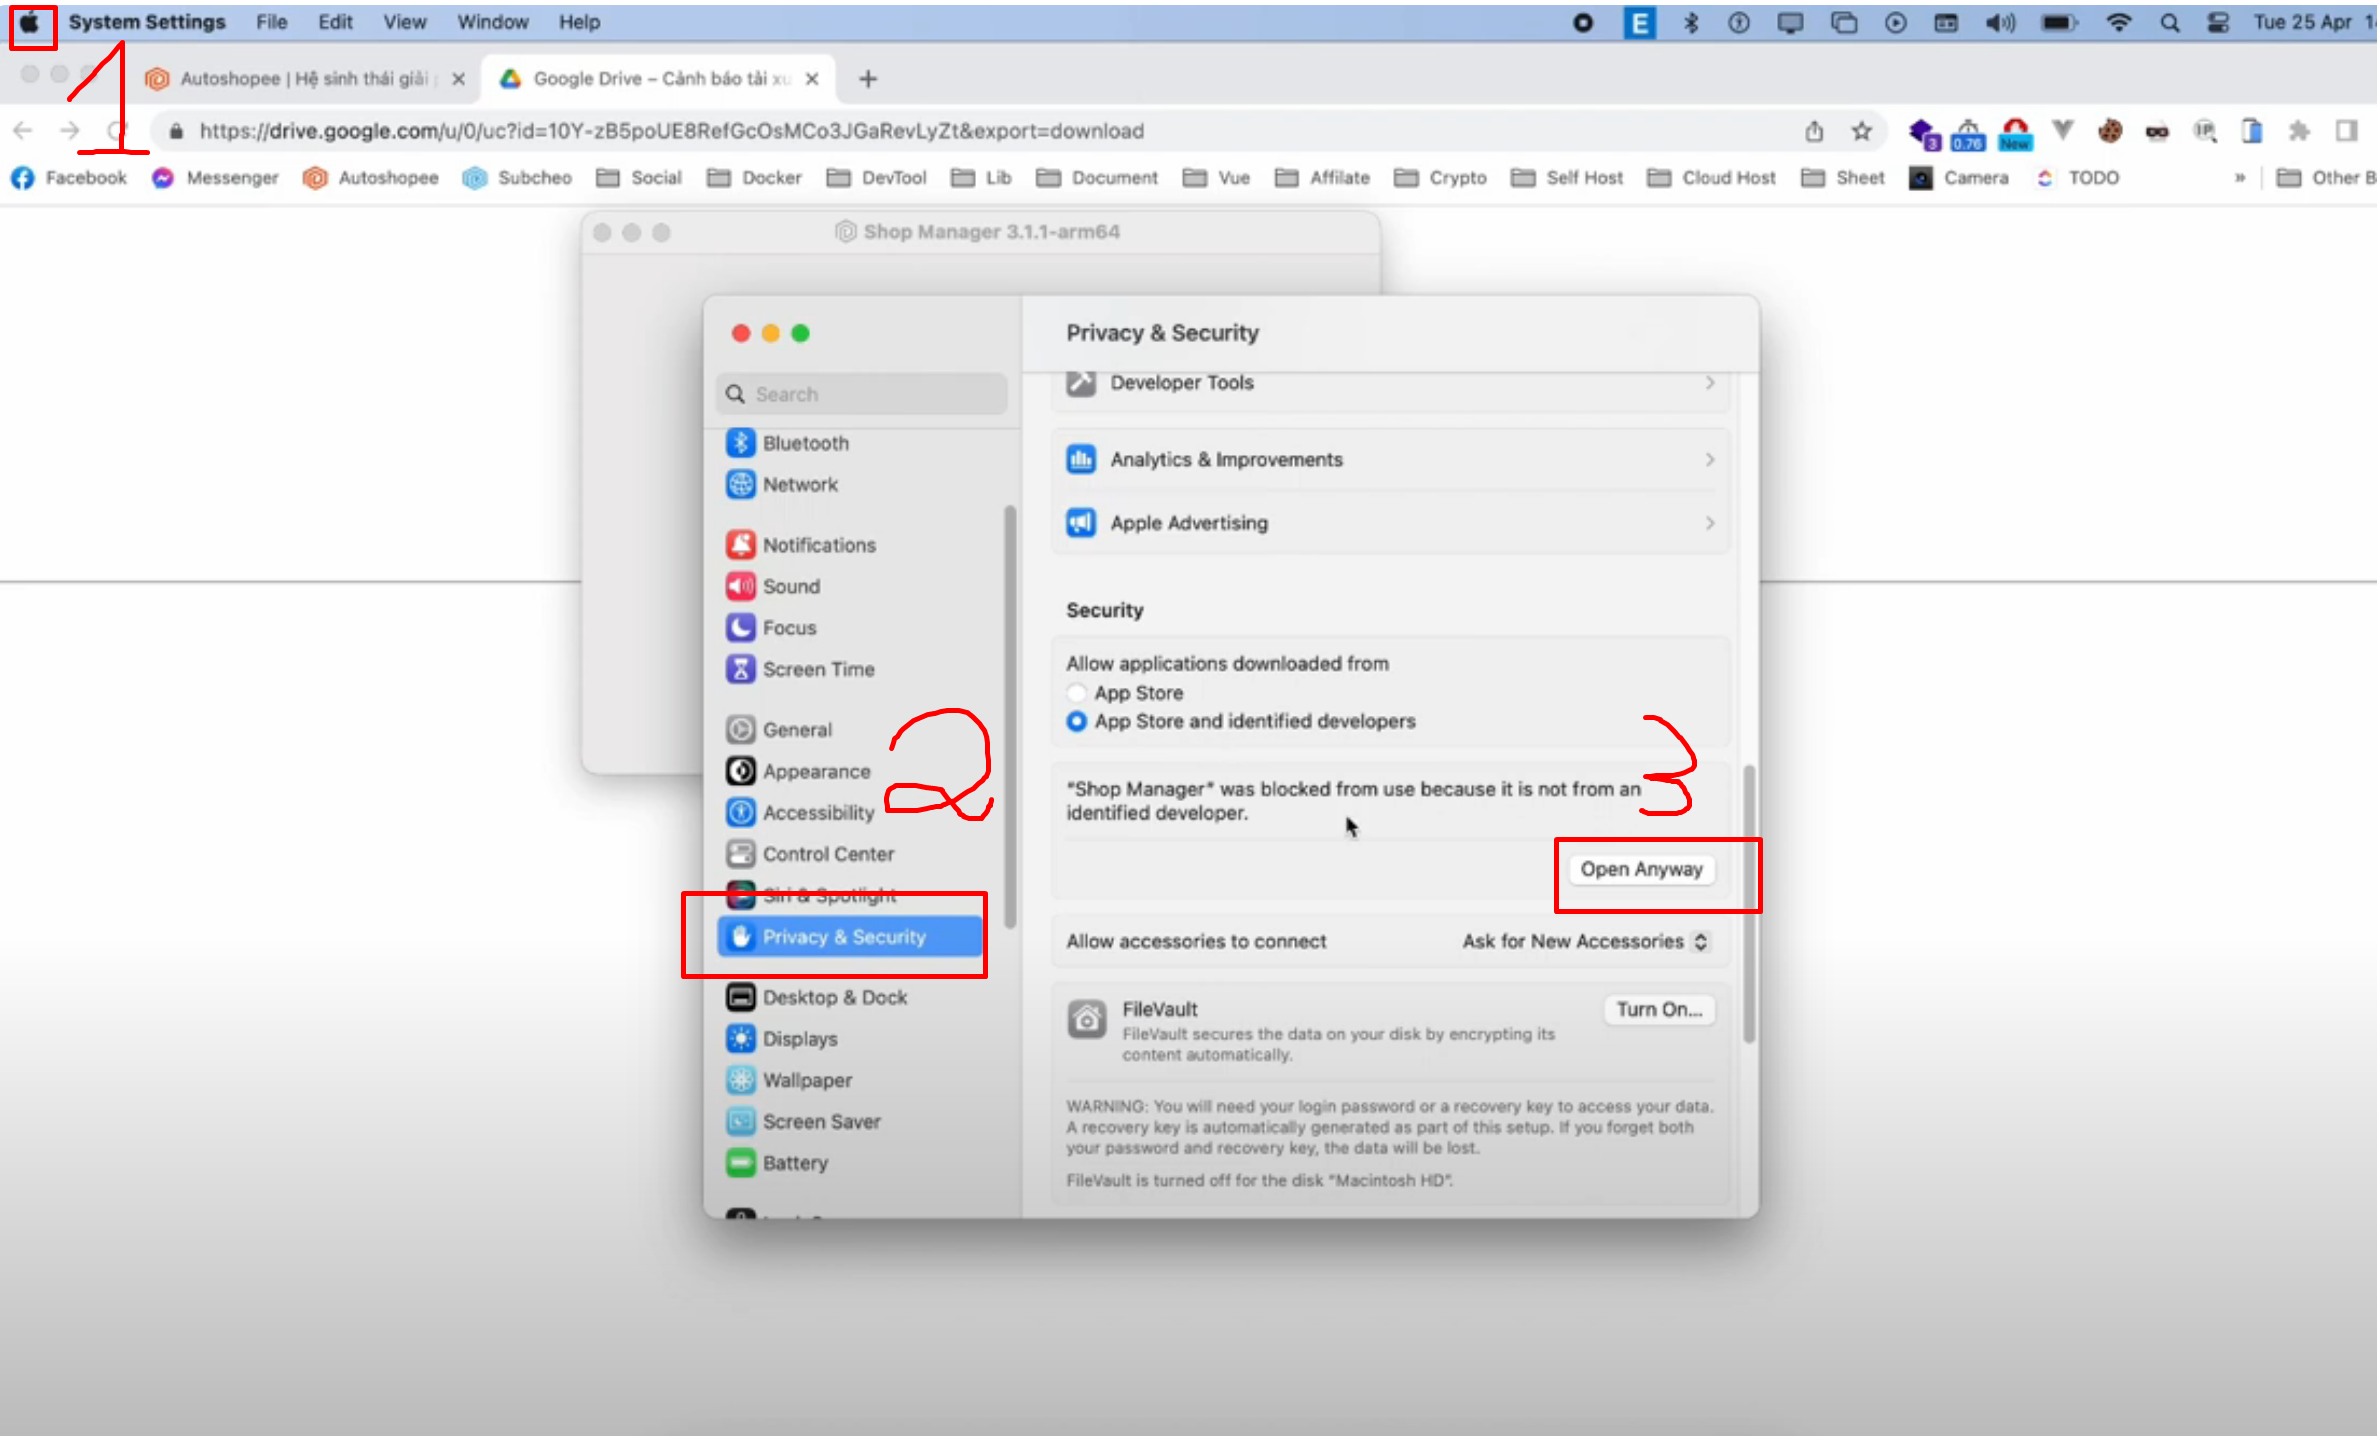 System Settings File Edit View Window Help E Tue 25 Apr
1
Autoshopee | Hệ sinh thái giải Google Drive – Cảnh báo tải
https://drive.google.com/u/0/uc?id=10Y-zB5poUE8RefGcOsMCo3JGaRevLyZt&export=download 3 0.76 New IP
Facebook Messenger Autoshopee Subcheo Social Docker DevTool Lib Document Vue Affilate Crypto Self Host Cloud Host Sheet Camera TODO » Other
Shop Manager 3.1.1-arm64
Search
Bluetooth
Network
Notifications
Sound
Focus
Screen Time
General
Appearance
Accessibility
Control Center
Siri & Spotlight
Privacy & Security
Desktop & Dock
Displays
Wallpaper
Screen Saver
Battery
2
Privacy & Security
Developer Tools
Analytics & Improvements
Apple Advertising
Security
Allow applications downloaded from
App Store
App Store and identified developers
3
"Shop Manager" was blocked from use because it is not from an
identified developer.
Open Anyway
Allow accessories to connect Ask for New Accessories
FileVault Turn On...
FileVault secures the data on your disk by encrypting its
content automatically.
WARNING: You will need your login password or a recovery key to access your data.
A recovery key is automatically generated as part of this setup. If you forget both
your password and recovery key, the data will be lost.
FileVault is turned off for the disk "Macintosh HD".